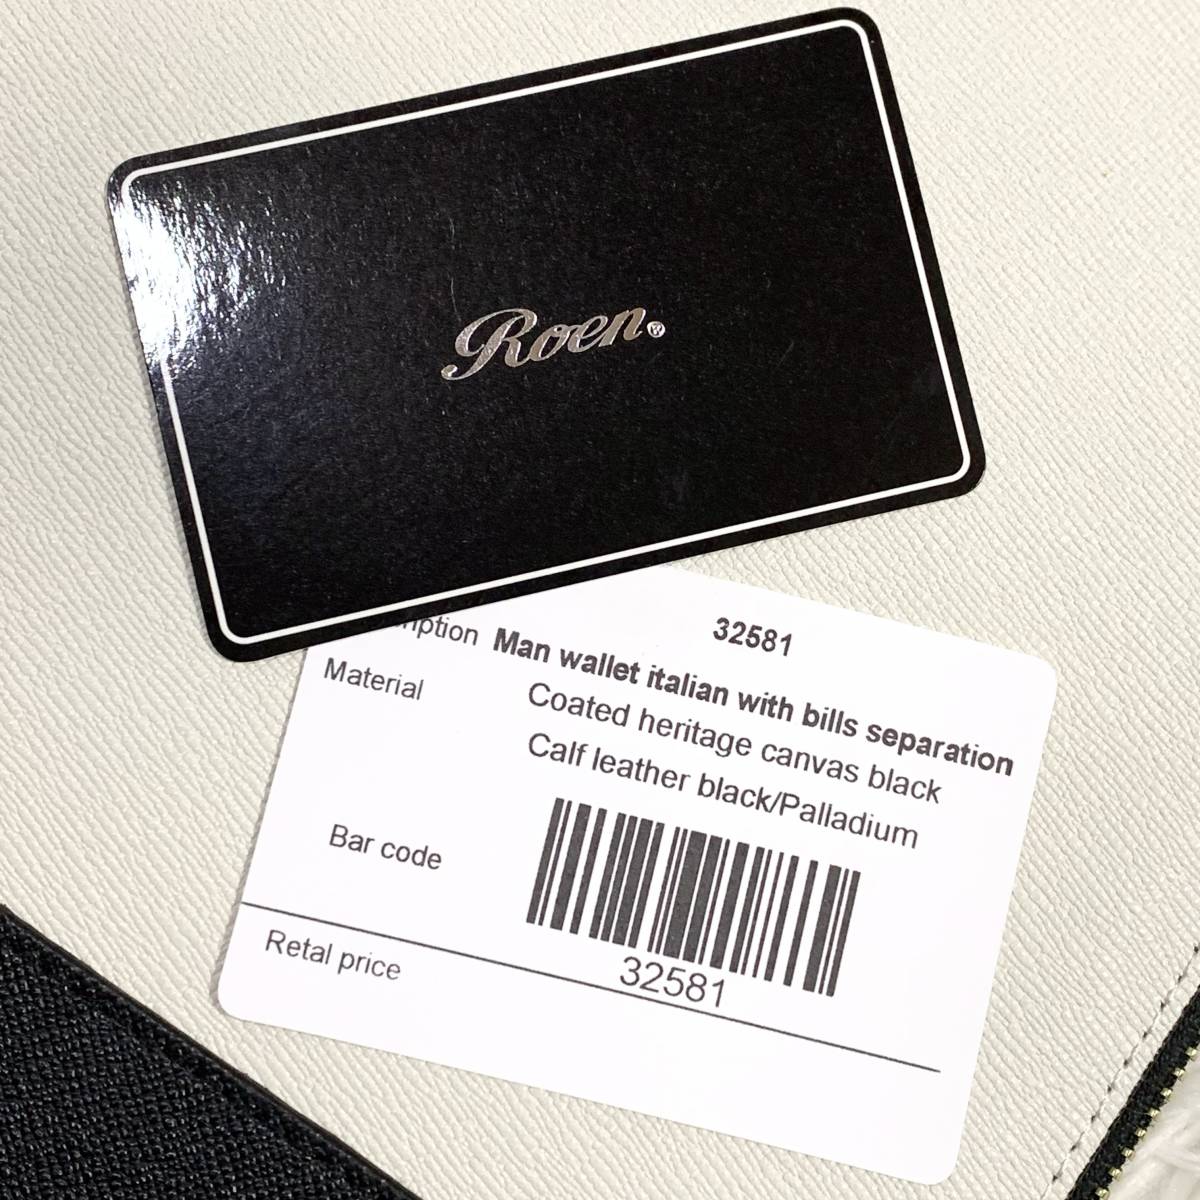 Roen®
32581
Man wallet italian with bills separation
Material Coated heritage canvas black
Calf leather black/Palladium
Bar code
32581
Retal price